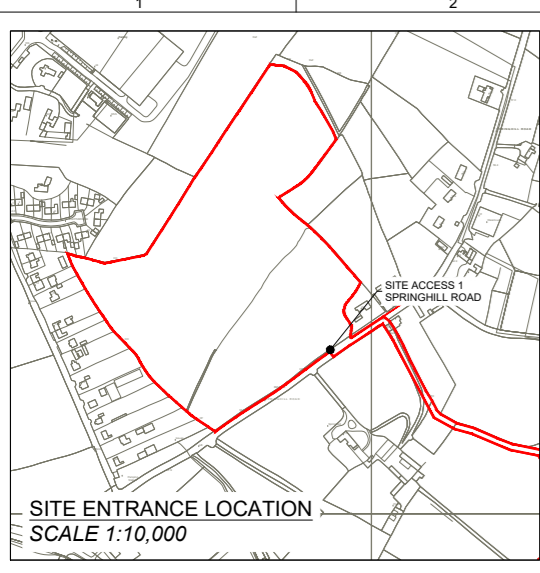 1 2
SITE ACCESS 1
SPRINGHILL ROAD
SITE ENTRANCE LOCATION
SCALE 1:10,000